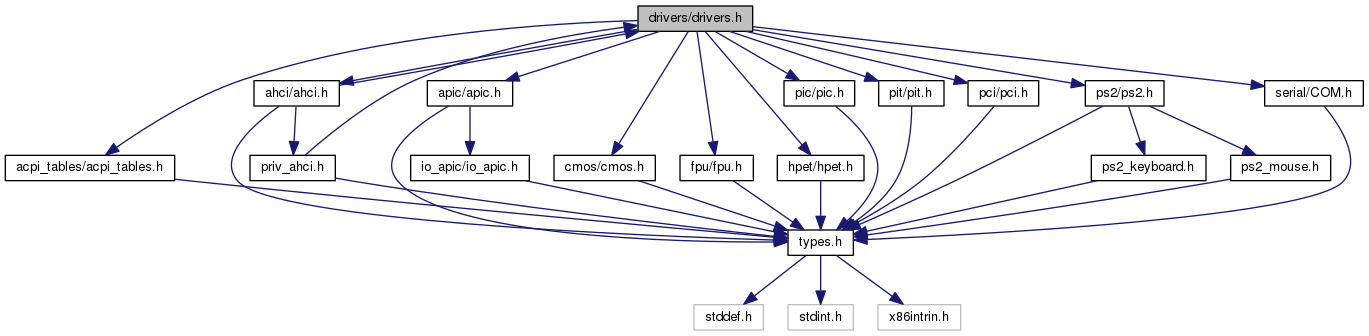 drivers/drivers.h
ahci/ahci.h
apic/apic.h
pic/pic.h
pit/pit.h
pci/pci.h
ps2/ps2.h
serial/COM.h
acpi_tables/acpi_tables.h
priv_ahci.h
io_apic/io_apic.h
cmos/cmos.h
fpu/fpu.h
hpet/hpet.h
ps2_keyboard.h
ps2_mouse.h
types.h
stddef.h
stdint.h
x86intrin.h